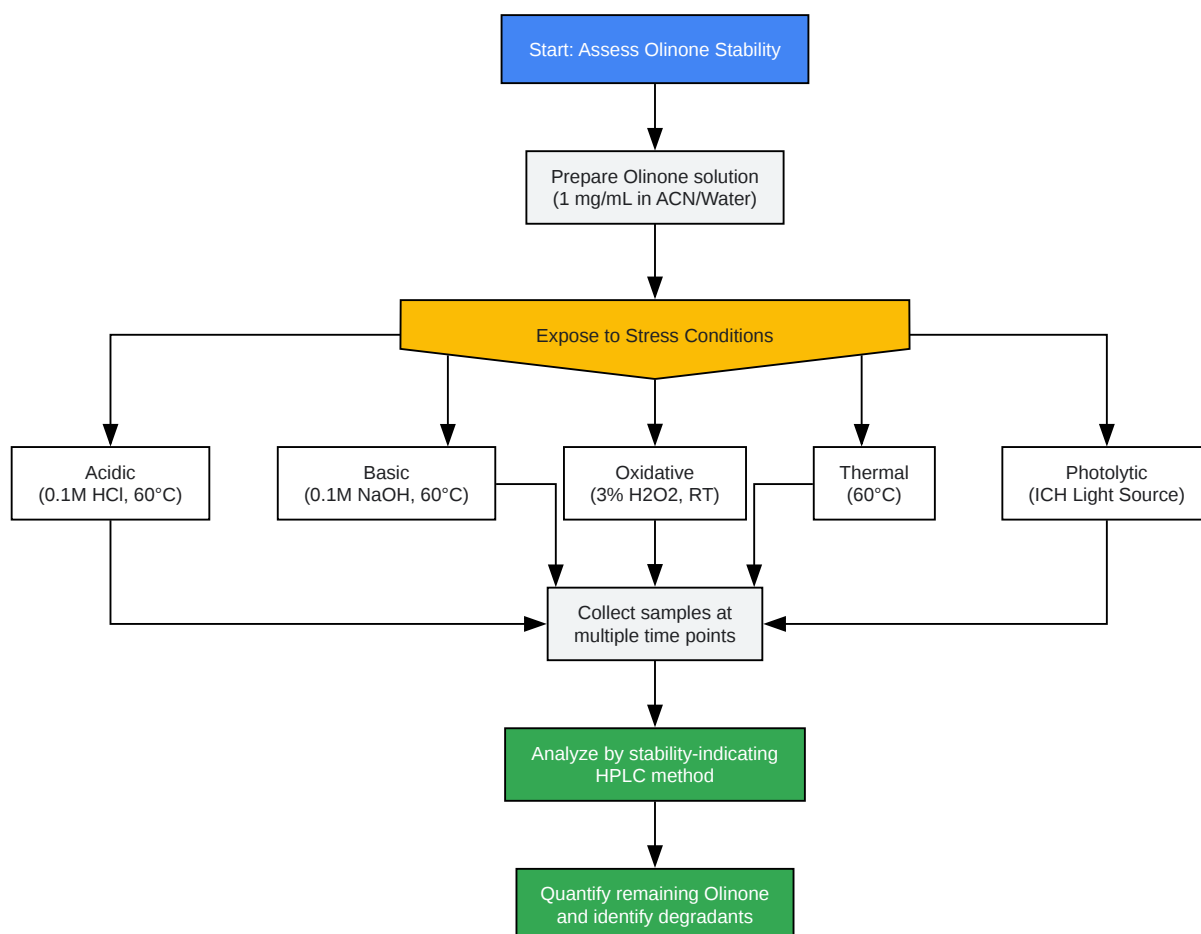 Start: Assess Olinone Stability
Prepare Olinone solution
(1 mg/mL in ACN/Water)
Expose to Stress Conditions
Acidic
(0.1M HCl, 60°C)
Basic
(0.1M NaOH, 60°C)
Oxidative
(3% H2O2, RT)
Thermal
(60°C)
Photolytic
(ICH Light Source)
Collect samples at
multiple time points
Analyze by stability-indicating
HPLC method
Quantify remaining Olinone
and identify degradants